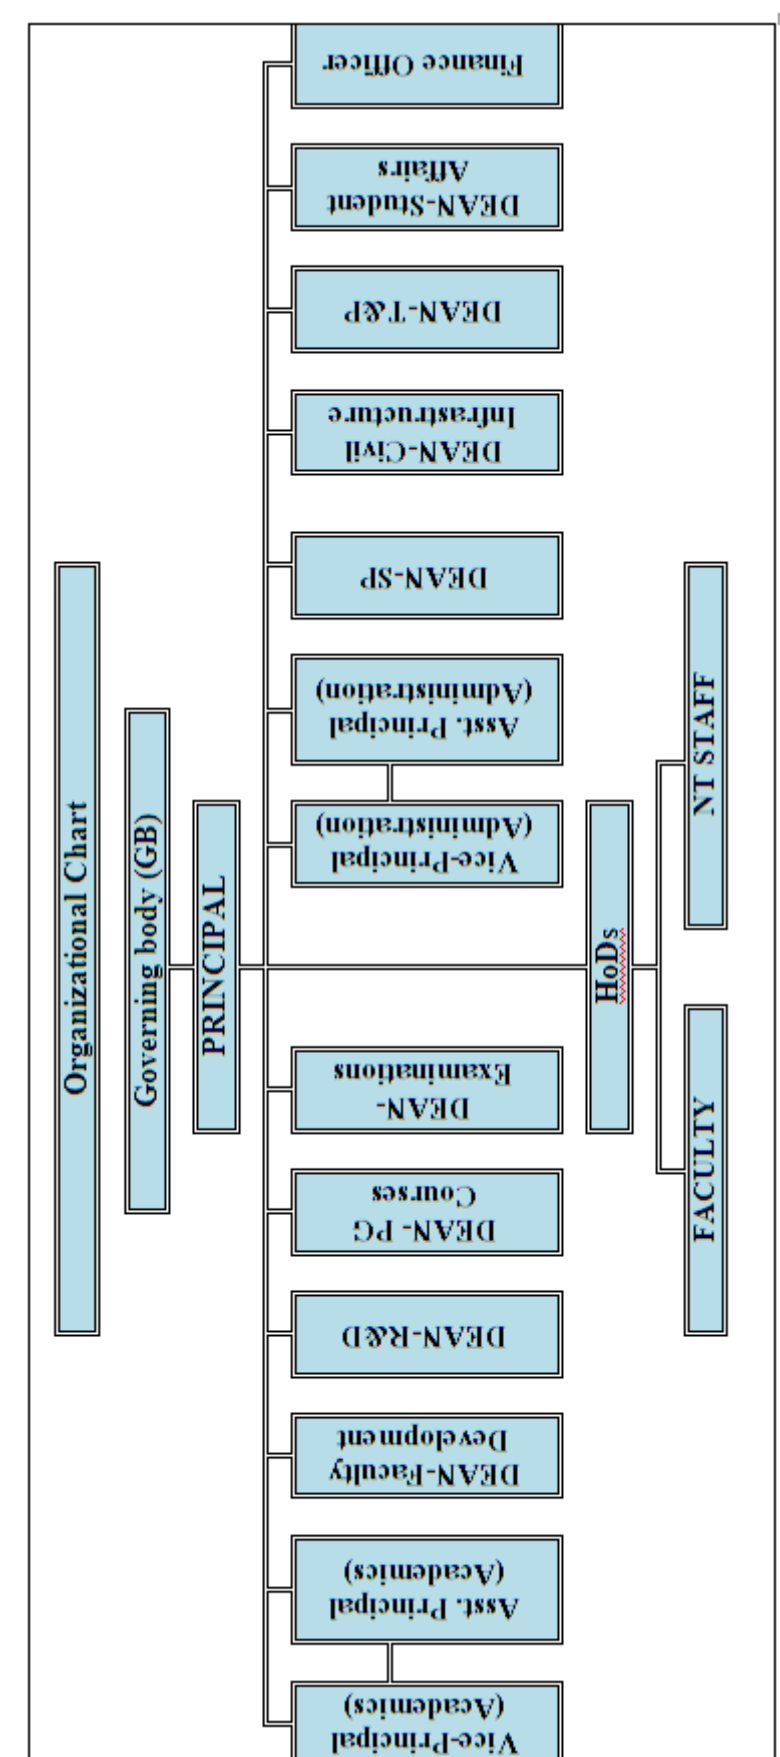 Organizational Chart
Governing body (GB)
PRINCIPAL
Vice-Principal
(Academics)
Asst. Principal
(Academics)
DEAN-Faculty
Development
DEAN-R&D
DEAN- PG
Courses
DEAN-
Examinations
Vice-Principal
(Administration)
Asst. Principal
(Administration)
DEAN-SP
DEAN-Civil
Infrastructure
DEAN-T&P
DEAN-Student
Affairs
Finance Officer
HoDs
FACULTY
NT STAFF